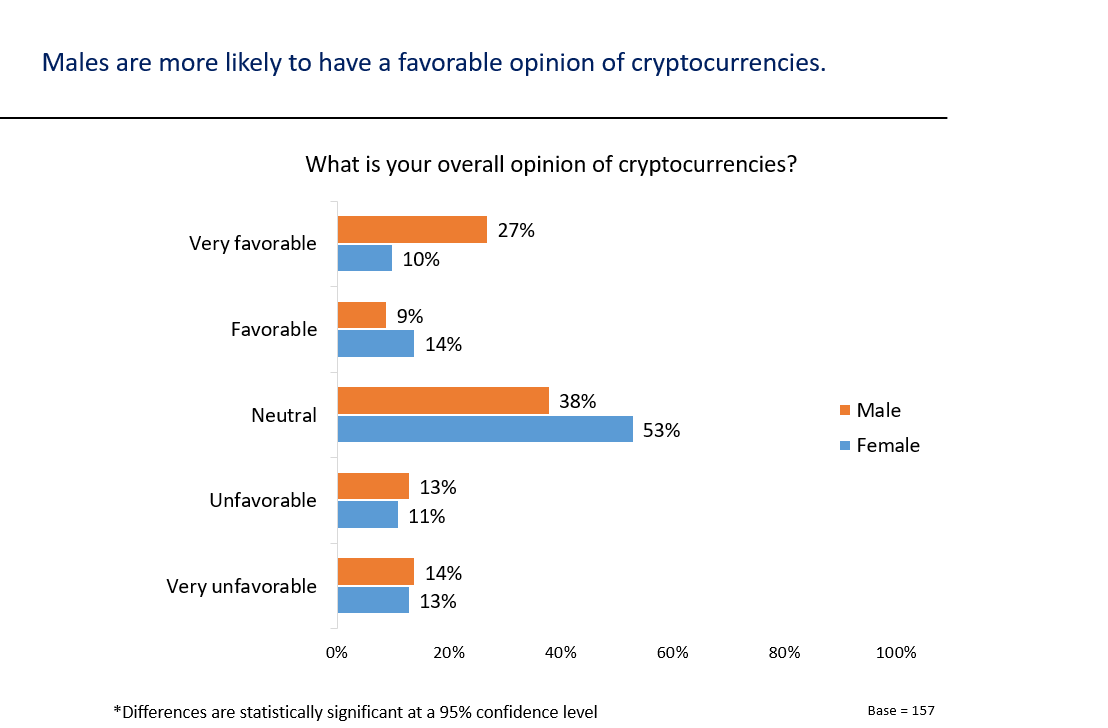 Males are more likely to have a favorable opinion of cryptocurrencies.
What is your overall opinion of cryptocurrencies?
Very favorable
27%
10%
Favorable
9%
14%
Neutral
38%
53%
Male
Female
Unfavorable
13%
11%
Very unfavorable
14%
13%
0% 20% 40% 60% 80% 100%
*Differences are statistically significant at a 95% confidence level
Base = 157